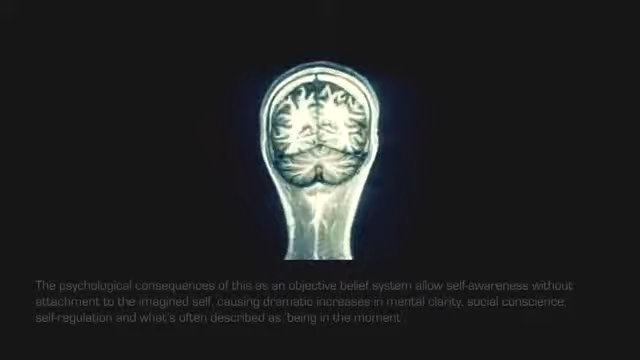 The psychological consequences of this as an objective belief system allow self-awareness without
attachment to the imagined self, causing dramatic increases in mental clarity, social conscience,
self-regulation and what's often described as 'being in the moment'.